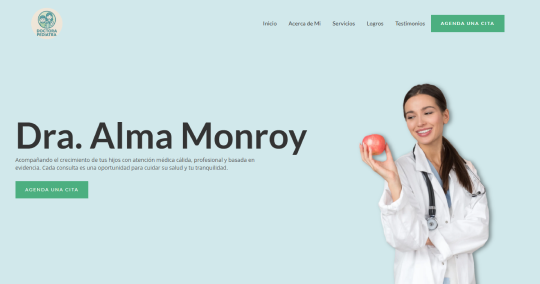 DOCTORA
PEDIATRA
Inicio
Acerca de Mi
Servicios
Logros
Testimonios
AGENDA UNA CITA
Dra. Alma Monroy
Acompañando el crecimiento de tus hijos con atención médica cálida, profesional y basada en
evidencia. Cada consulta es una oportunidad para cuidar su salud y tu tranquilidad.
AGENDA UNA CITA